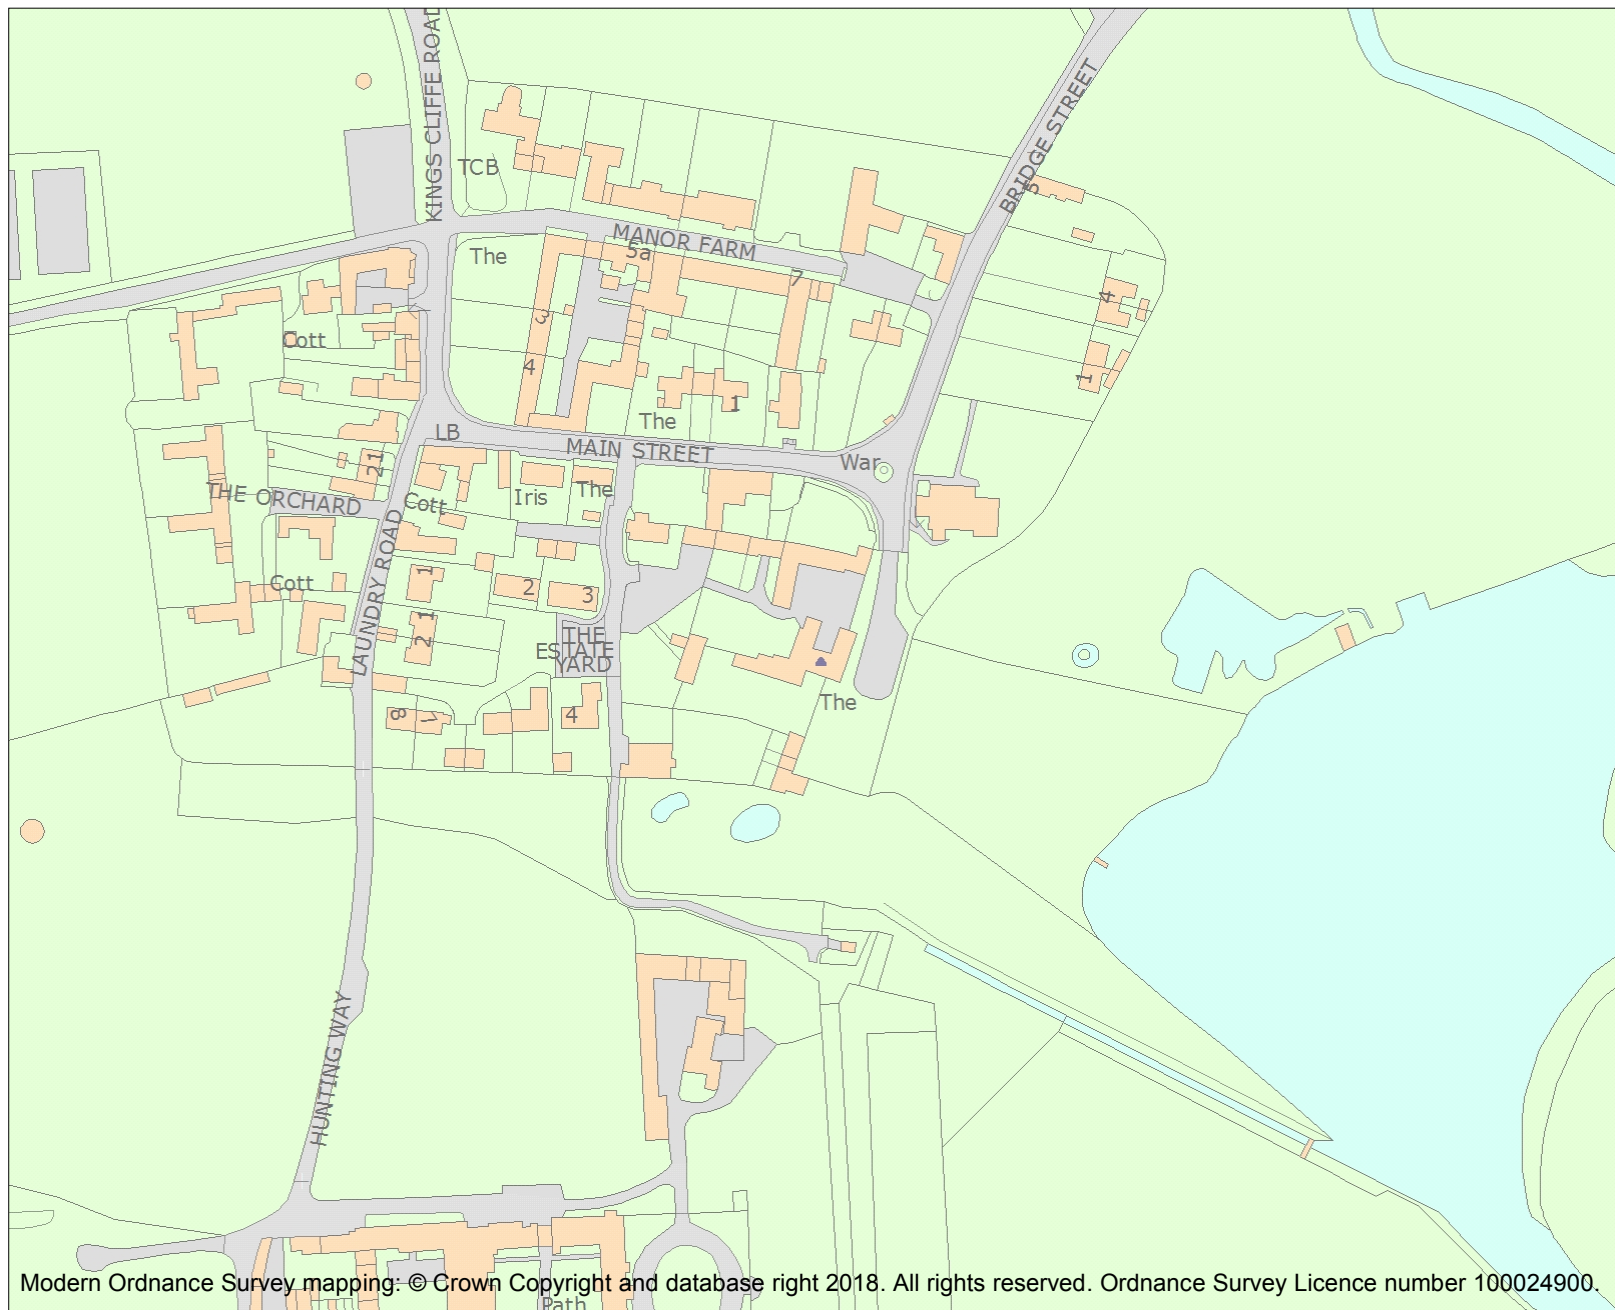 KINGS CLIFFE ROAD
BRIDGE STREET
TCB
5
MANOR FARM
The
5a
7
4
3
Cott
4
1
1
The
LB
MAIN STREET
War
21
THE ORCHARD
Cott
Iris
The
LAUNDRY ROAD
1
Cott
2
3
1
2
THE
ESTATE
YARD
The
8
7
4
HUNTING WAY
Modern Ordnance Survey mapping: © Crown Copyright and database right 2018. All rights reserved. Ordnance Survey Licence number 100024900.
Path